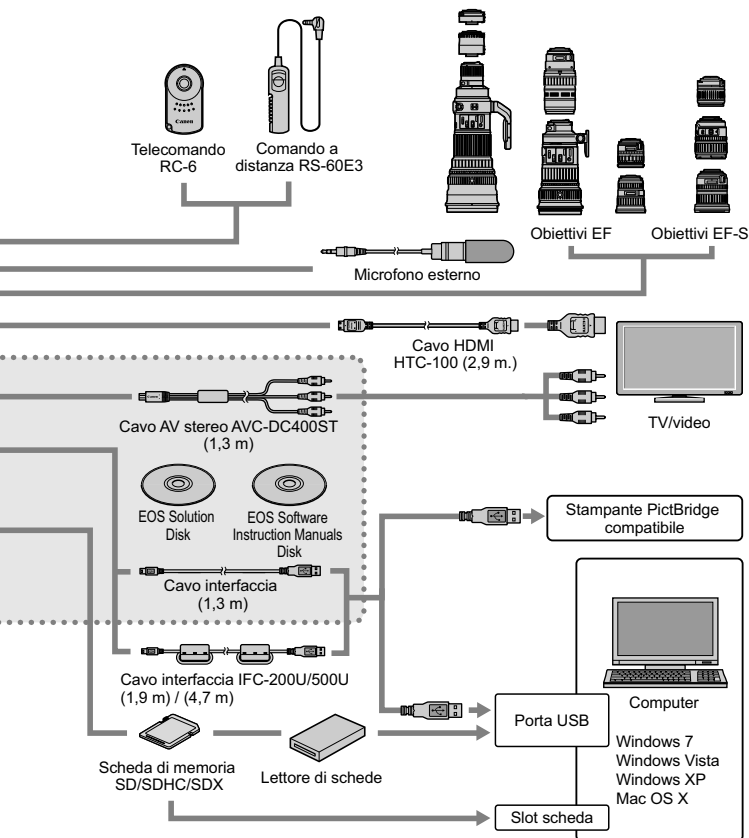 Canon
Telecomando
RC-6
Comando a
distanza RS-60E3
Obiettivi EF
Obiettivi EF-S
Microfono esterno
Cavo HDMI
HTC-100 (2,9 m.)
TV/video
Cavo AV stereo AVC-DC400ST
(1,3 m)
EOS Solution
Disk
EOS Software
Instruction Manuals
Disk
Stampante PictBridge
compatibile
Cavo interfaccia
(1,3 m)
Cavo interfaccia IFC-200U/500U
(1,9 m) / (4,7 m)
Computer
Porta USB
Windows 7
Windows Vista
Windows XP
Mac OS X
Scheda di memoria
SD/SDHC/SDX
Lettore di schede
Slot scheda